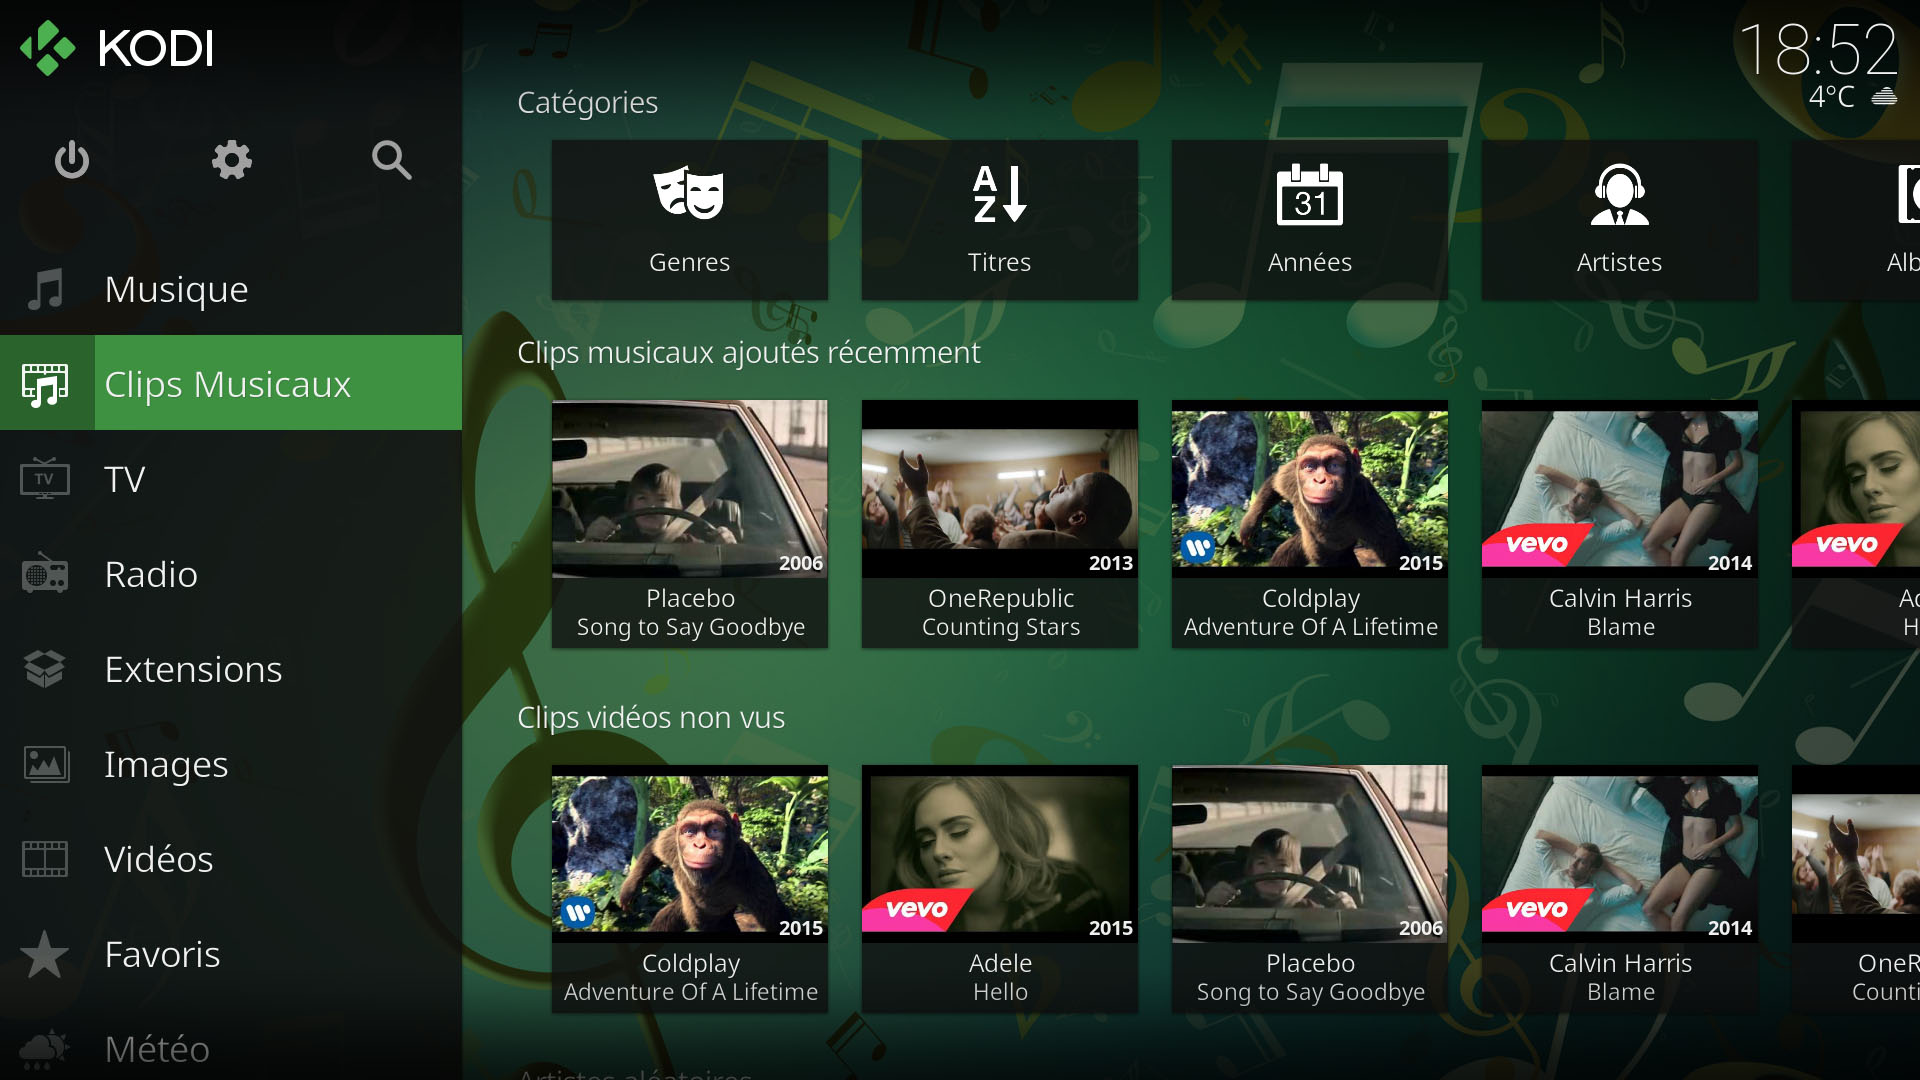 KODI
18:52
4°C
Catégories
Genres
A
Z
Titres
31
Années
Artistes
Alb
Musique
Clips Musicaux
TV
TV
Radio
Extensions
Images
Vidéos
Favoris
Météo
Clips musicaux ajoutés récemment
2006
Placebo
Song to Say Goodbye
2013
OneRepublic
Counting Stars
2015
Coldplay
Adventure Of A Lifetime
vevo
2014
Calvin Harris
Blame
vevo
Ad
H
Clips vidéos non vus
2015
Coldplay
Adventure Of A Lifetime
vevo
2015
Adele
Hello
2006
Placebo
Song to Say Goodbye
vevo
2014
Calvin Harris
Blame
OneR
Counti
Artistes aléatoires